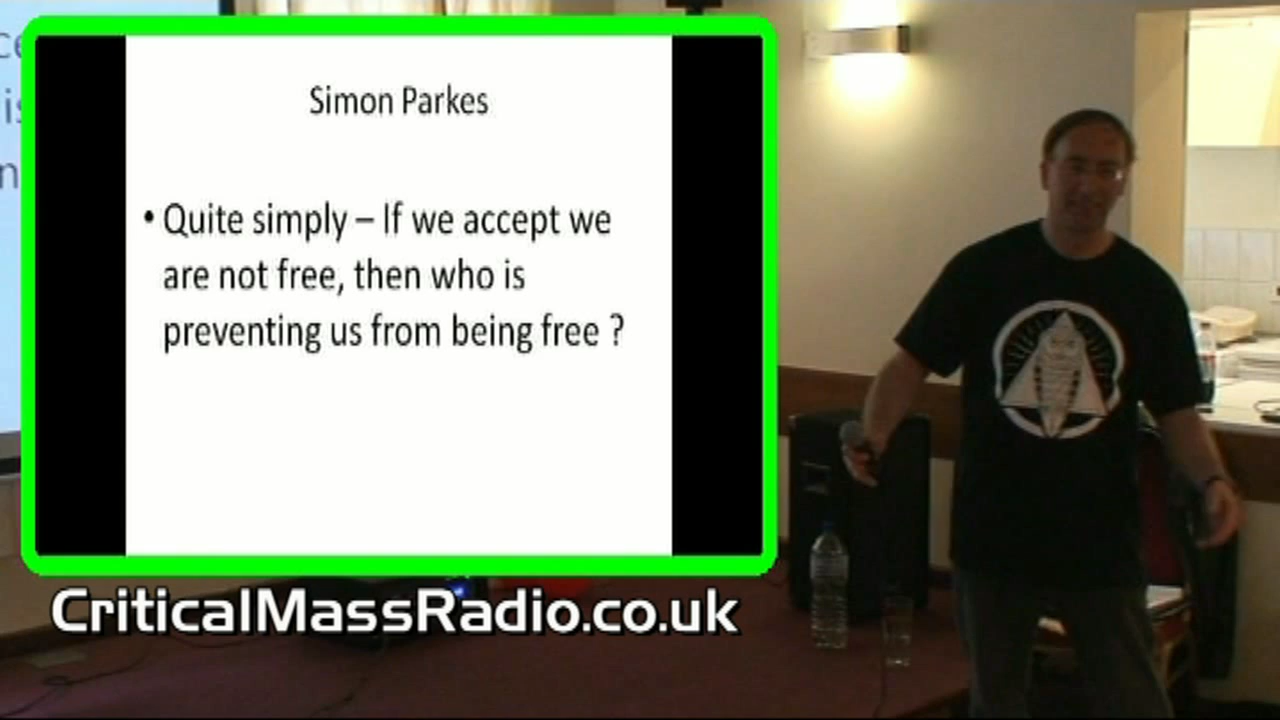 Simon Parkes
• Quite simply – If we accept we
are not free, then who is
preventing us from being free ?
CriticalMassRadio.co.uk